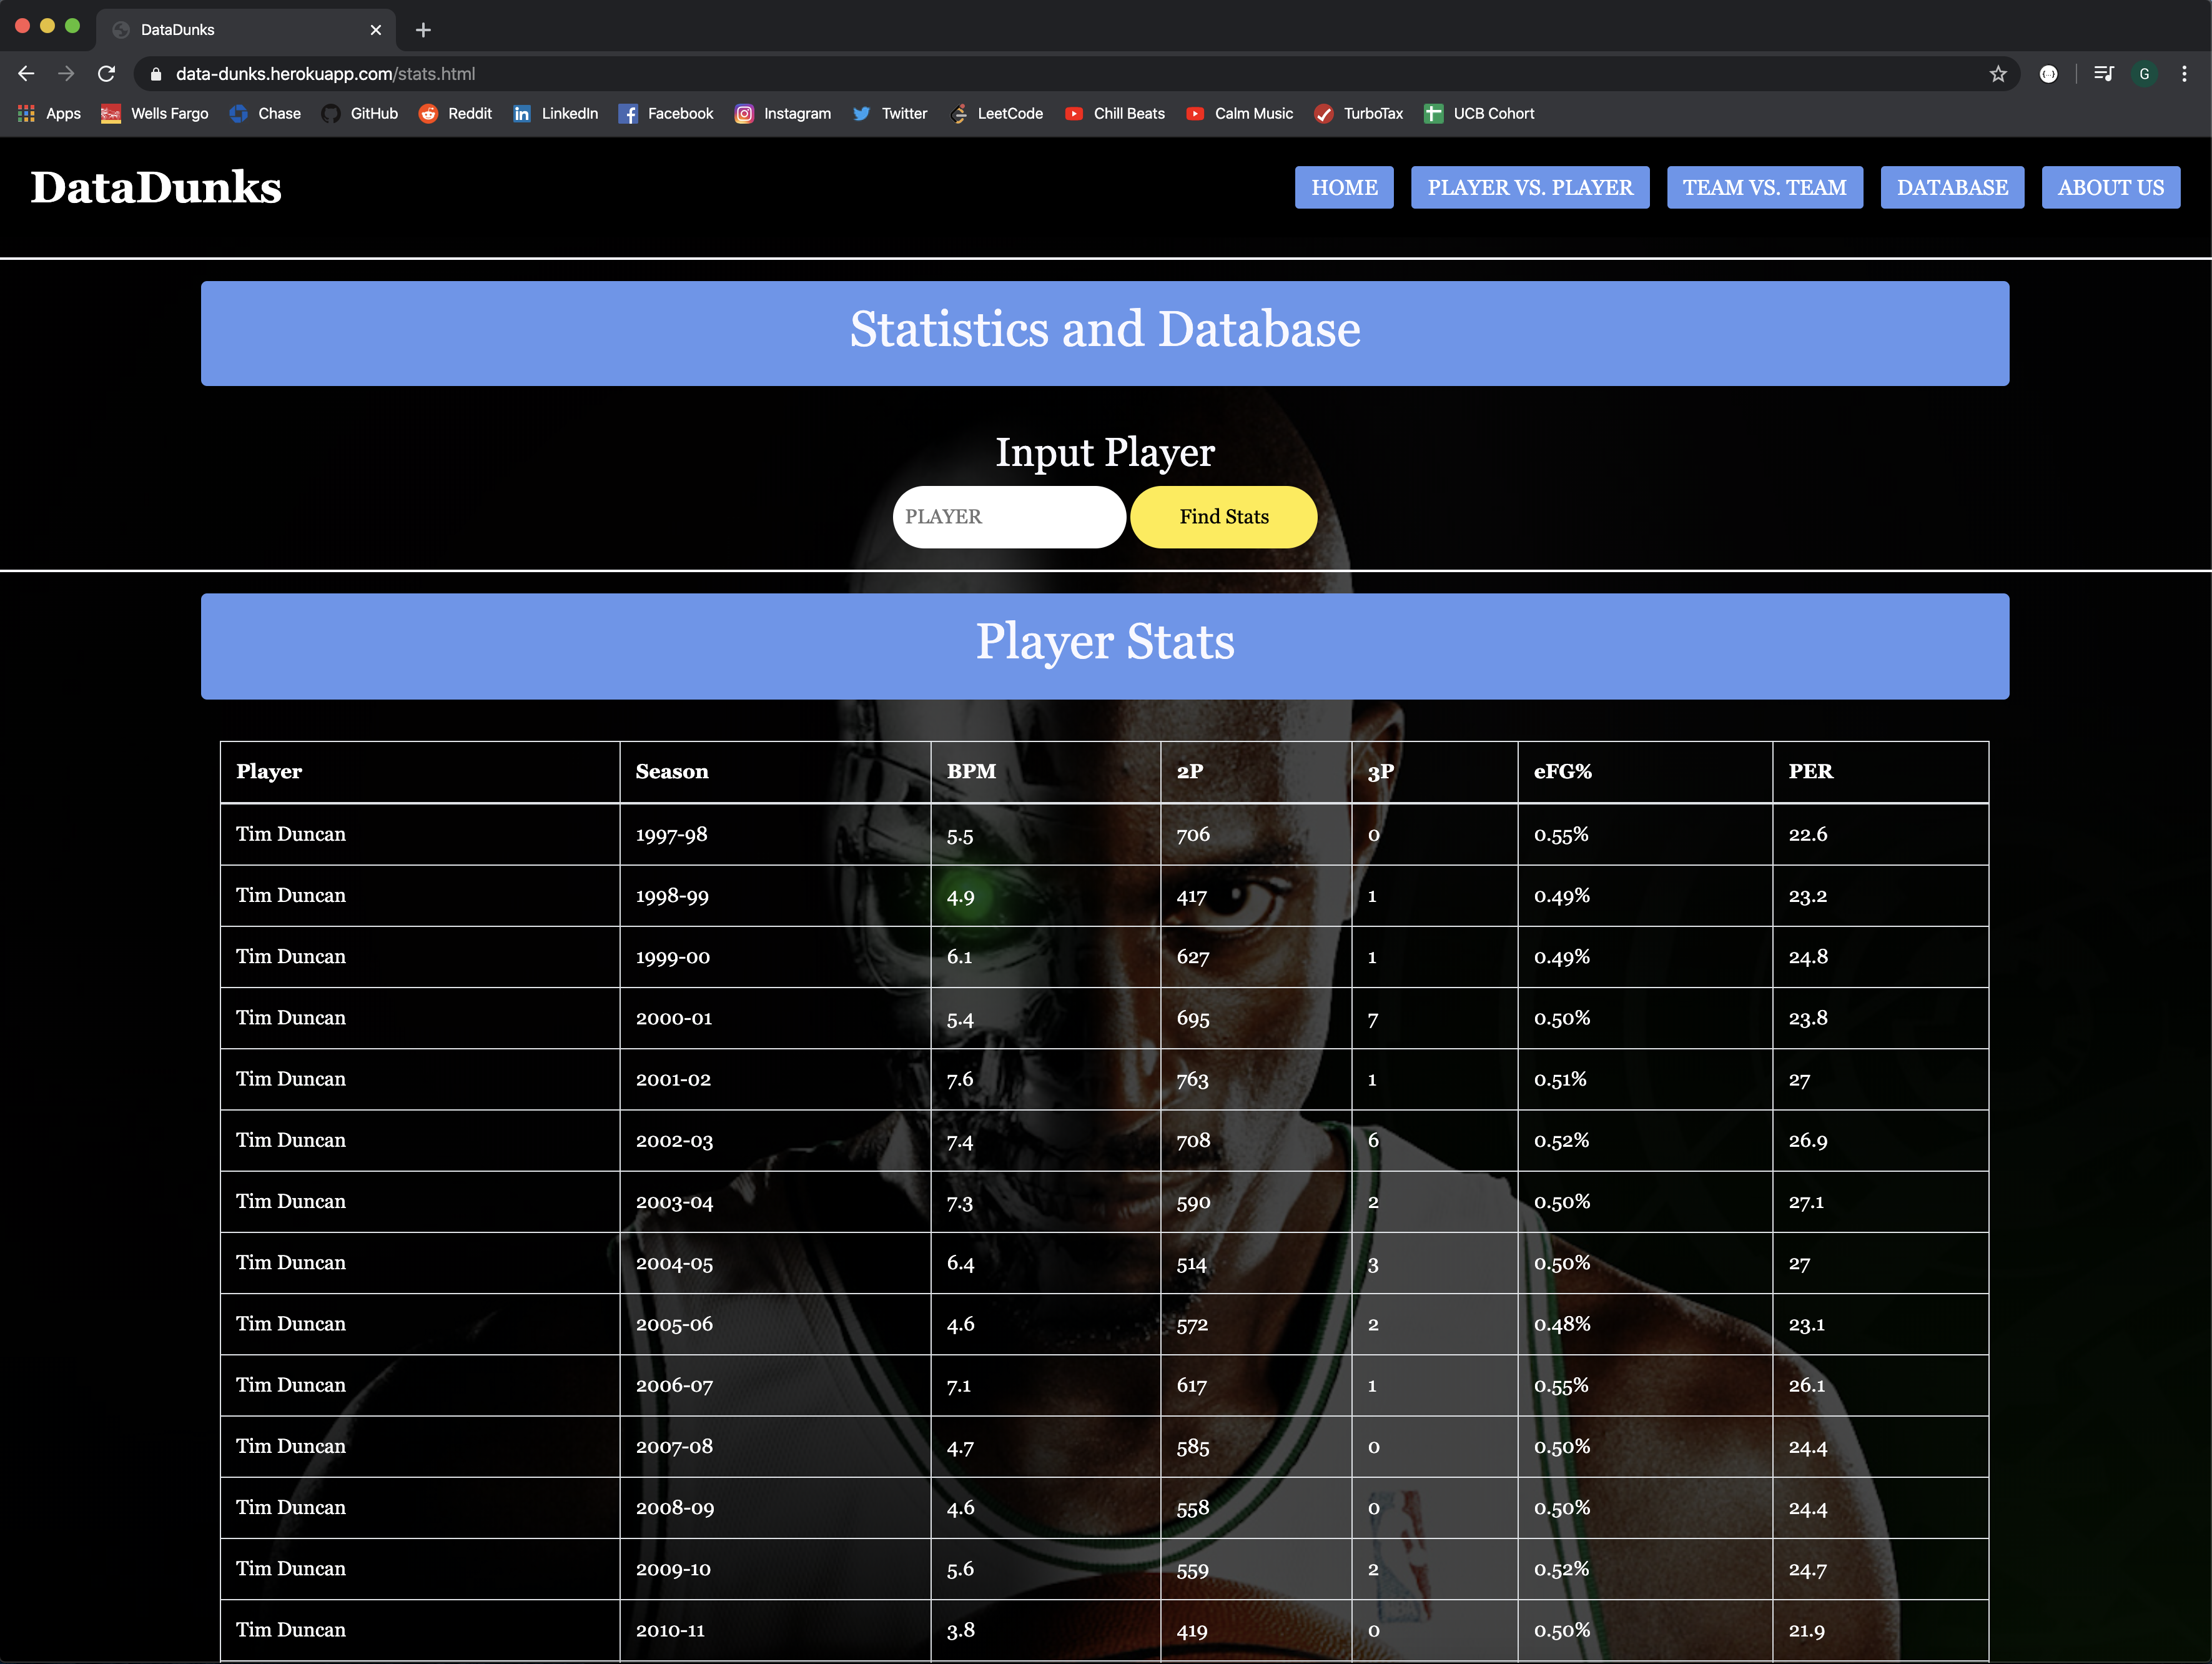 DataDunks
data-dunks.herokuapp.com/stats.html
G
Apps Wells Fargo Chase GitHub Reddit LinkedIn Facebook Instagram Twitter LeetCode Chill Beats Calm Music TurboTax UCB Cohort
DataDunks HOME PLAYER VS. PLAYER TEAM VS. TEAM DATABASE ABOUT US
Statistics and Database
Input Player
PLAYER Find Stats
Player Stats
Player Season BPM 2P 3P eFG% PER
Tim Duncan 1997-98 5.5 706 0 0.55% 22.6
Tim Duncan 1998-99 4.9 417 1 0.49% 23.2
Tim Duncan 1999-00 6.1 627 1 0.49% 24.8
Tim Duncan 2000-01 5.4 695 7 0.50% 23.8
Tim Duncan 2001-02 7.6 763 1 0.51% 27
Tim Duncan 2002-03 7.4 708 6 0.52% 26.9
Tim Duncan 2003-04 7.3 590 2 0.50% 27.1
Tim Duncan 2004-05 6.4 514 3 0.50% 27
Tim Duncan 2005-06 4.6 572 2 0.48% 23.1
Tim Duncan 2006-07 7.1 617 1 0.55% 26.1
Tim Duncan 2007-08 4.7 585 0 0.50% 24.4
Tim Duncan 2008-09 4.6 558 0 0.50% 24.4
Tim Duncan 2009-10 5.6 559 2 0.52% 24.7
Tim Duncan 2010-11 3.8 419 0 0.50% 21.9